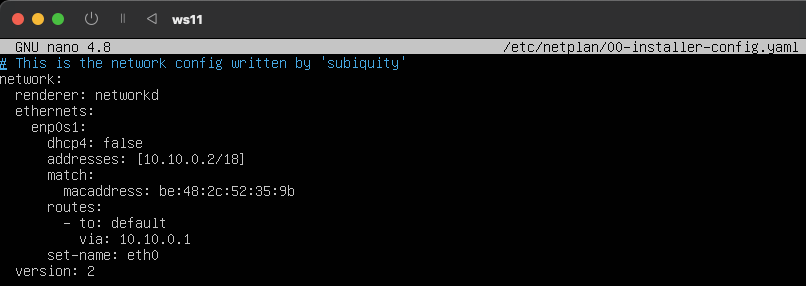 ws11
GNU nano 4.8 /etc/netplan/00-installer-config.yaml
# This is the network config written by 'subiquity'
network:
  renderer: networkd
  ethernets:
    enp0s1:
      dhcp4: false
      addresses: [10.10.0.2/18]
      match:
        macaddress: be:48:2c:52:35:9b
      routes:
        - to: default
          via: 10.10.0.1
      set-name: eth0
  version: 2